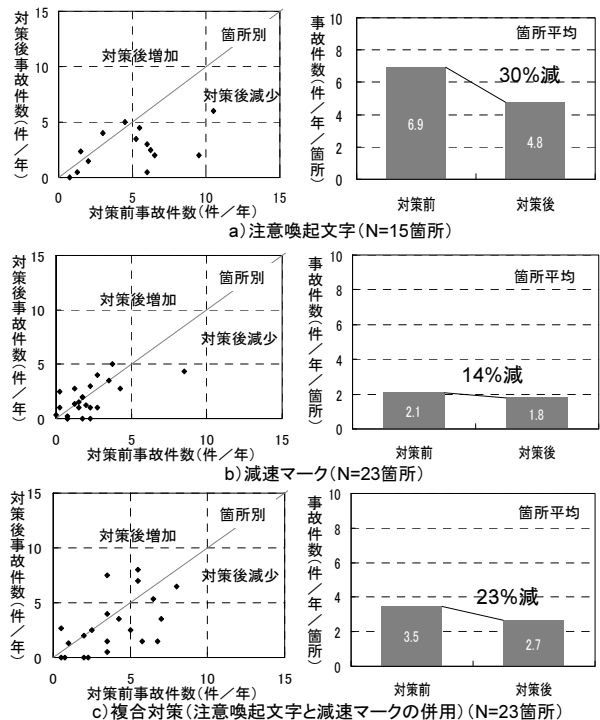 対策後事故件数(件/年)
15
10
5
0
箇所別
対策後増加
対策後減少
0
5
10
15
対策前事故件数(件/年)
事故件数(件/年/箇所)
10
8
6
4
2
0
箇所平均
30%減
6.9
4.8
対策前
対策後
a)注意喚起文字(N=15箇所)
対策後事故件数(件/年)
15
10
5
0
箇所別
対策後増加
対策後減少
0
5
10
15
対策前事故件数(件/年)
事故件数(件/年/箇所)
10
8
6
4
2
0
箇所平均
14%減
2.1
1.8
対策前
対策後
b)減速マーク(N=23箇所)
対策後事故件数(件/年)
15
10
5
0
箇所別
対策後増加
対策後減少
0
5
10
15
対策前事故件数(件/年)
事故件数(件/年/箇所)
10
8
6
4
2
0
箇所平均
23%減
3.5
2.7
対策前
対策後
c)複合対策(注意喚起文字と減速マークの併用)(N=23箇所)